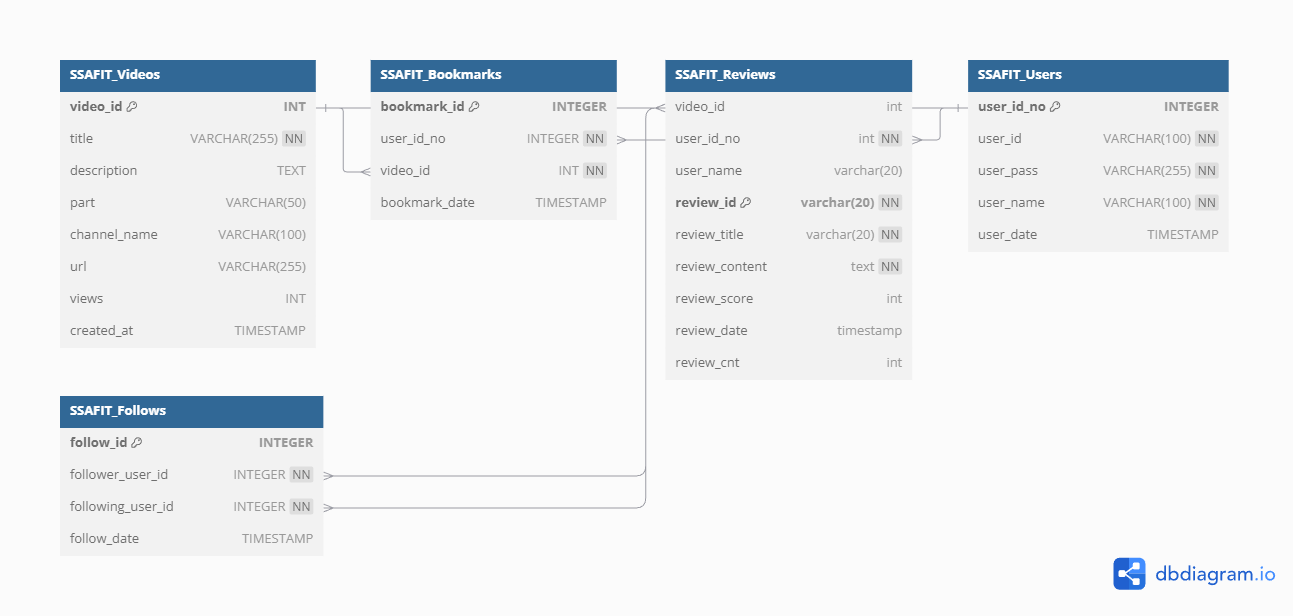 SSAFIT_Videos
video_id INT
title VARCHAR(255) NN
description TEXT
part VARCHAR(50)
channel_name VARCHAR(100)
url VARCHAR(255)
views INT
created_at TIMESTAMP
SSAFIT_Bookmarks
bookmark_id INTEGER
user_id_no INTEGER NN
video_id INT NN
bookmark_date TIMESTAMP
SSAFIT_Reviews
video_id int
user_id_no int NN
user_name varchar(20)
review_id varchar(20) NN
review_title varchar(20) NN
review_content text NN
review_score int
review_date timestamp
review_cnt int
SSAFIT_Users
user_id_no INTEGER
user_id VARCHAR(100) NN
user_pass VARCHAR(255) NN
user_name VARCHAR(100) NN
user_date TIMESTAMP
SSAFIT_Follows
follow_id INTEGER
follower_user_id INTEGER NN
following_user_id INTEGER NN
follow_date TIMESTAMP
dbdiagram.io